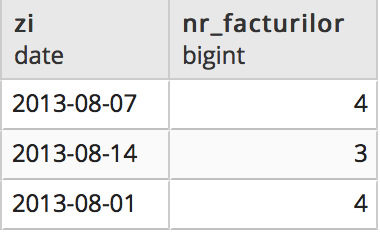 zi nr_facturilor
date bigint
2013-08-07 4
2013-08-14 3
2013-08-01 4